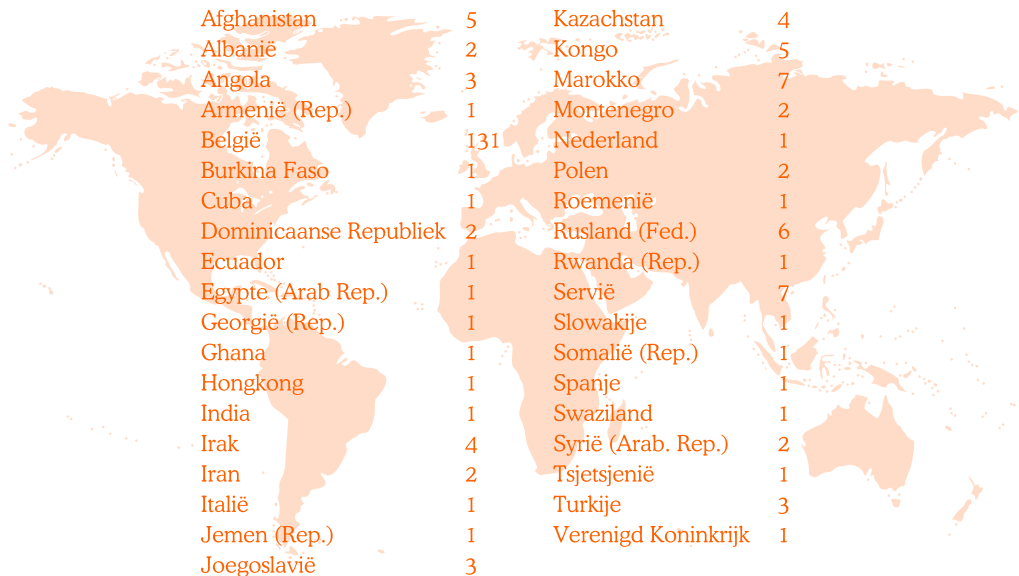 Afghanistan 5
Albanië 2
Angola 3
Armenië (Rep.) 1
België 131
Burkina Faso 1
Cuba 1
Dominicaanse Republiek 2
Ecuador 1
Egypte (Arab Rep.) 1
Georgië (Rep.) 1
Ghana 1
Hongkong 1
India 1
Irak 4
Iran 2
Italië 1
Jemen (Rep.) 1
Joegoslavië 3
Kazachstan 4
Kongo 5
Marokko 7
Montenegro 2
Nederland 1
Polen 2
Roemenië 1
Rusland (Fed.) 6
Rwanda (Rep.) 1
Servië 7
Slowakije 1
Somalië (Rep.) 1
Spanje 1
Swaziland 1
Syrië (Arab. Rep.) 2
Tsjetsjenië 1
Turkije 3
Verenigd Koninkrijk 1